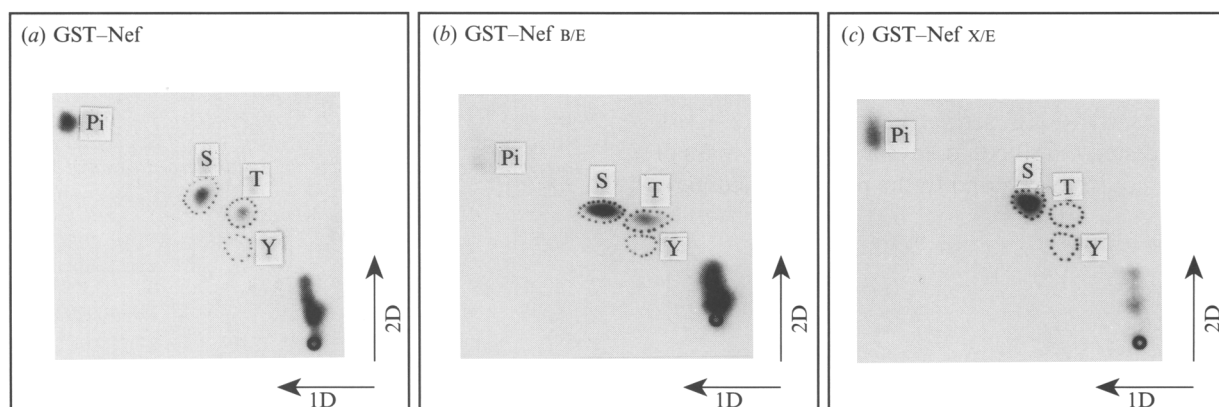 (a) GST–Nef
Pi
S
T
Y
2D
1D
(b) GST–Nef B/E
Pi
S
T
Y
2D
1D
(c) GST–Nef X/E
Pi
S
T
Y
2D
1D